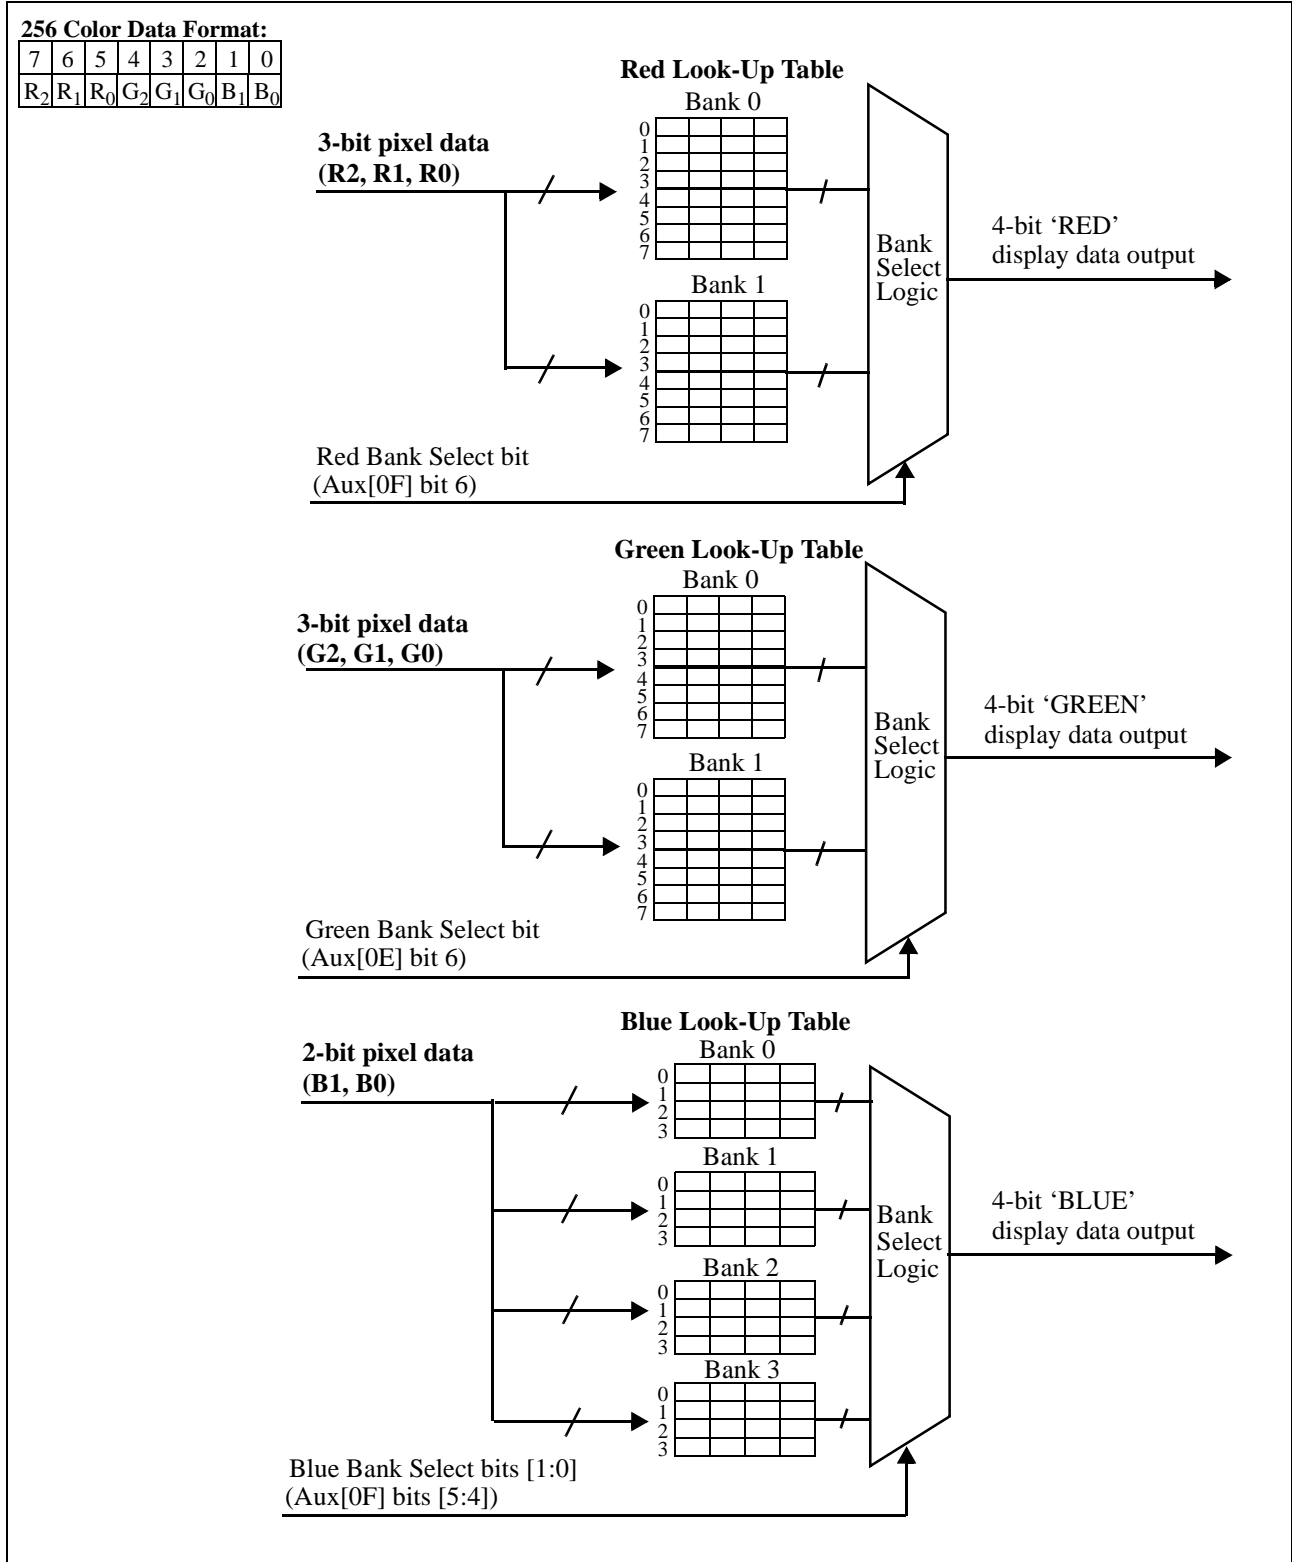 256 Color Data Format:
7 6 5 4 3 2 1 0
R2 R1 R0 G2 G1 G0 B1 B0
Red Look-Up Table
Bank 0
3-bit pixel data
(R2, R1, R0)
0
1
2
3
4
5
6
7
Bank 1
0
1
2
3
4
5
6
7
Bank
Select
Logic
4-bit ‘RED’
display data output
Red Bank Select bit
(Aux[0F] bit 6)
Green Look-Up Table
Bank 0
3-bit pixel data
(G2, G1, G0)
0
1
2
3
4
5
6
7
Bank 1
0
1
2
3
4
5
6
7
Bank
Select
Logic
4-bit ‘GREEN’
display data output
Green Bank Select bit
(Aux[0E] bit 6)
Blue Look-Up Table
2-bit pixel data
(B1, B0)
Bank 0
0
1
2
3
Bank 1
0
1
2
3
Bank 2
0
1
2
3
Bank 3
0
1
2
3
Bank
Select
Logic
4-bit ‘BLUE’
display data output
Blue Bank Select bits [1:0]
(Aux[0F] bits [5:4])